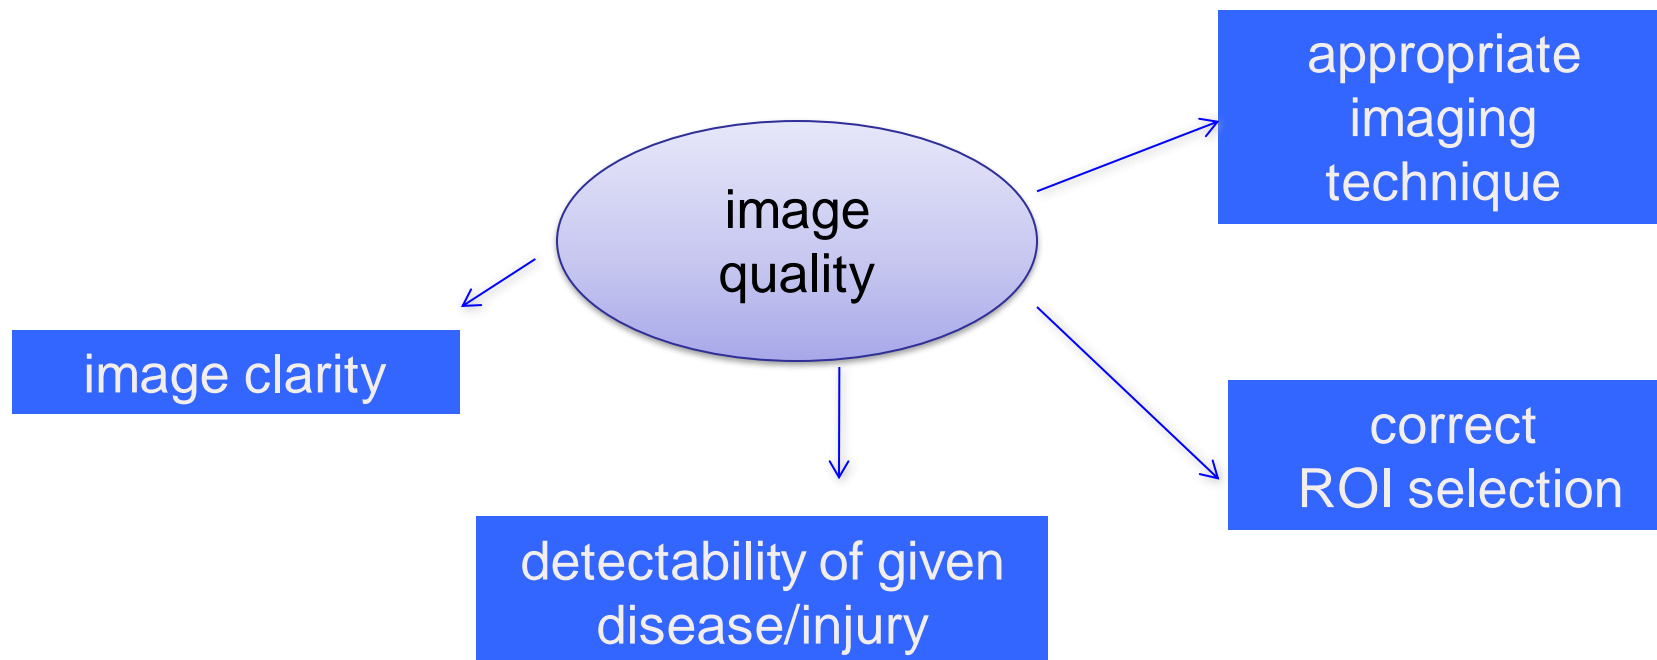 appropriate
imaging
technique
image
quality
image clarity
correct
ROI selection
detectability of given
disease/injury